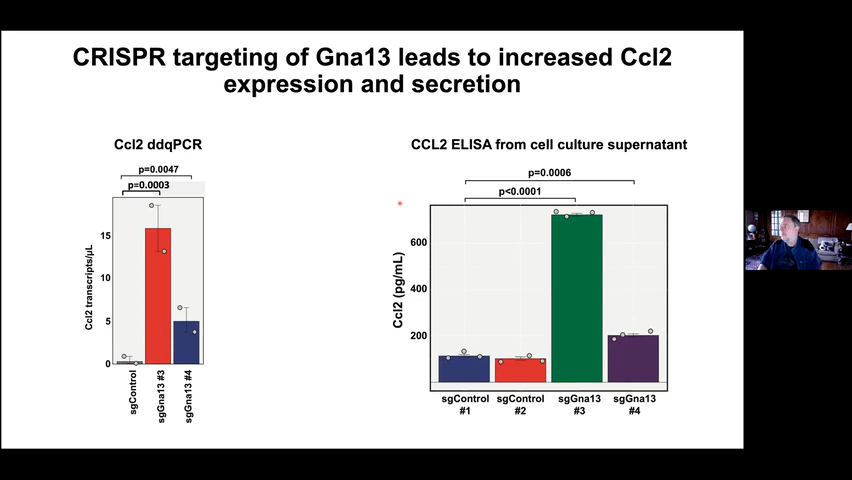 CRISPR targeting of Gna13 leads to increased Ccl2
expression and secretion
Ccl2 ddqPCR
p=0.0047
p=0.0003
Ccl2 transcripts/µL
15
10
5
0
sgControl
sgGna13 #3
sgGna13 #4
CCL2 ELISA from cell culture supernatant
p=0.0006
p<0.0001
Ccl2 (pg/mL)
600
400
200
sgControl sgControl sgGna13 sgGna13
#1 #2 #3 #4